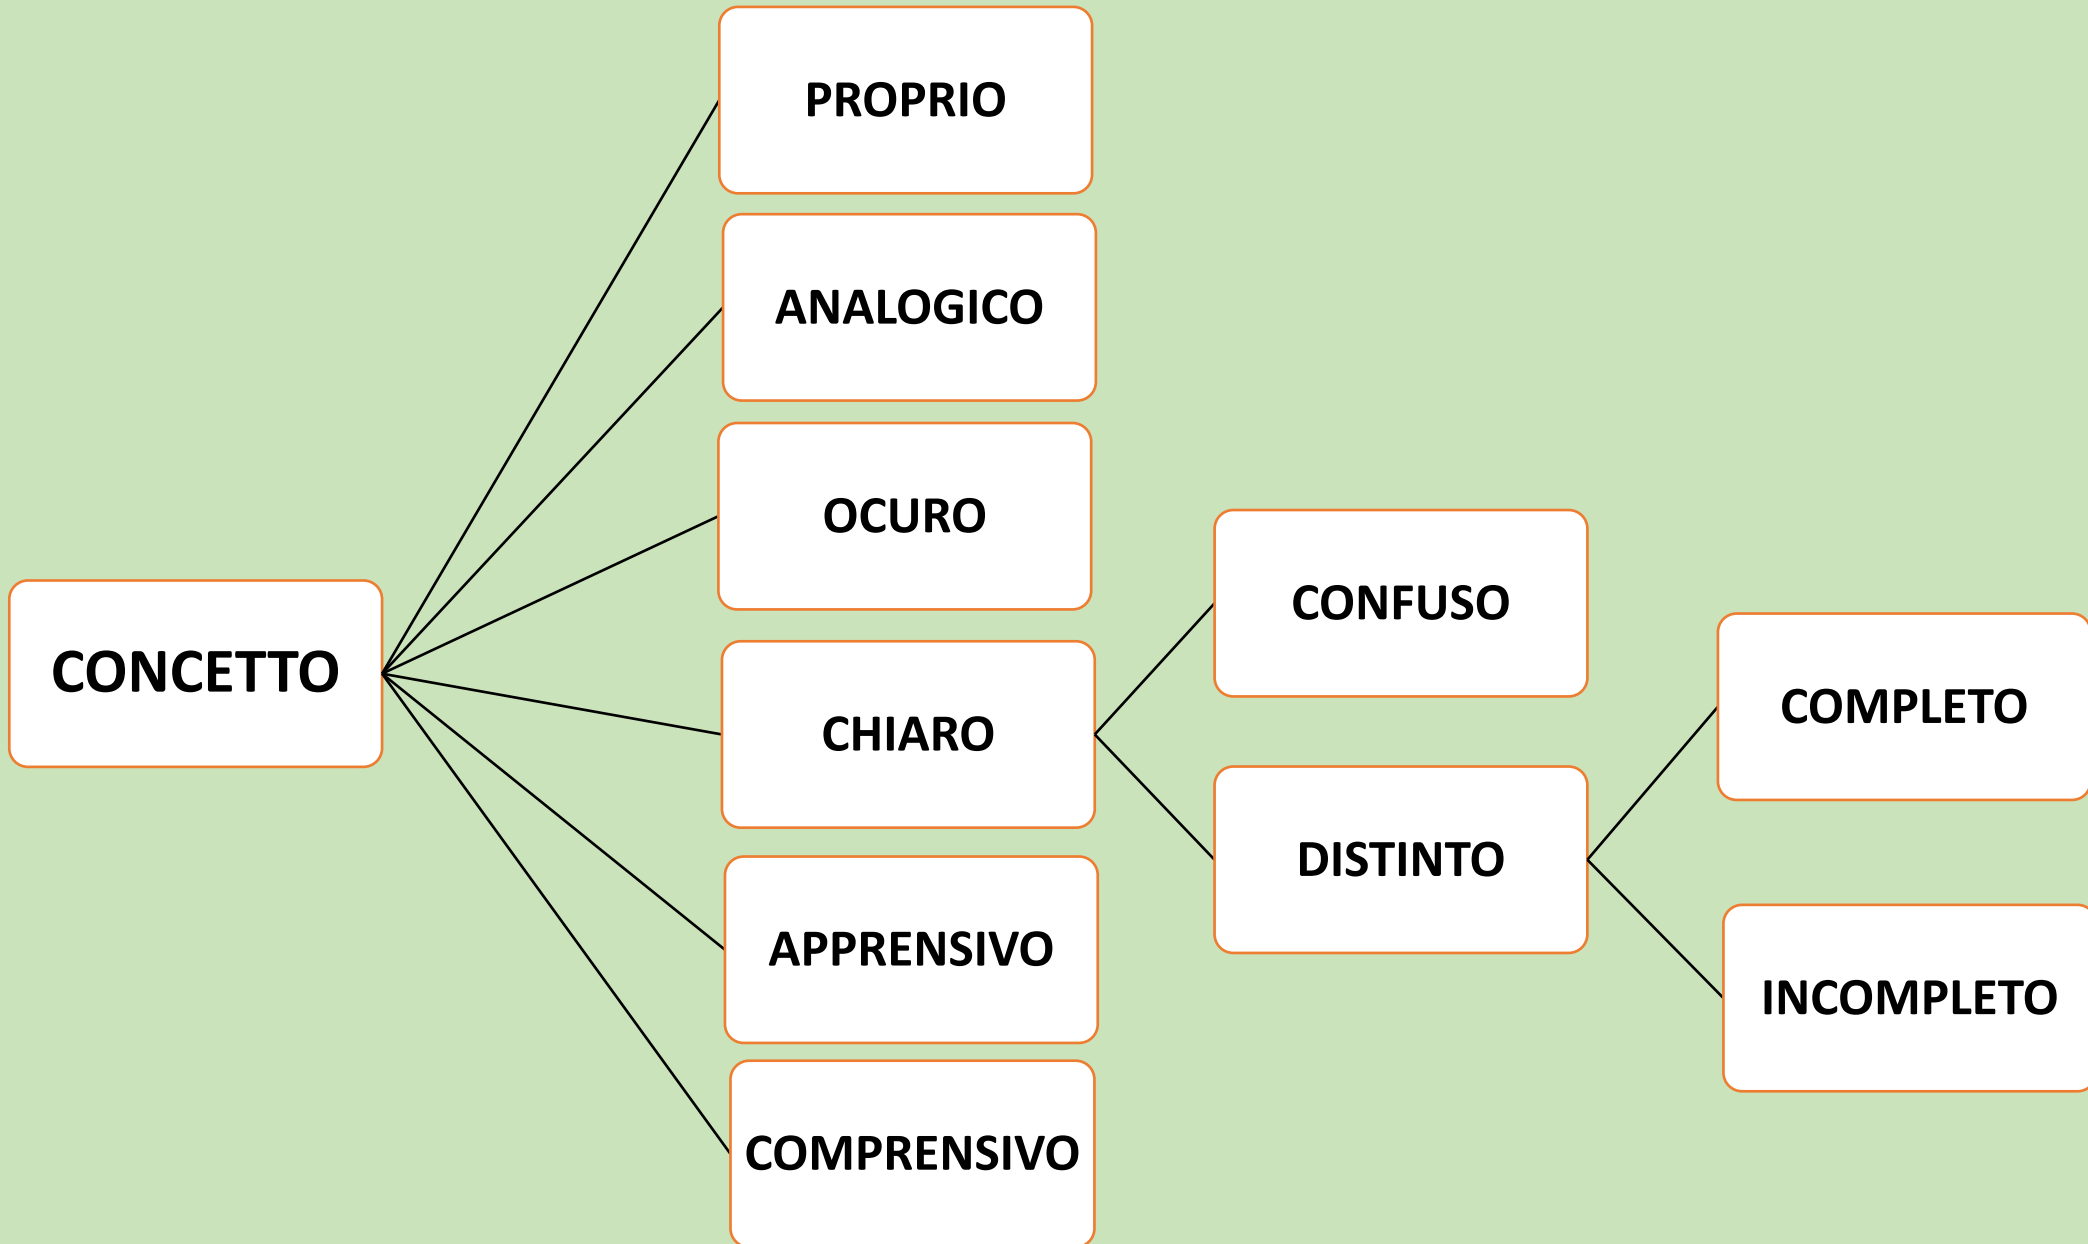 PROPRIO
ANALOGICO
OCURO
CONCETTO
CHIARO
APPRENSIVO
COMPRENSIVO
CONFUSO
DISTINTO
COMPLETO
INCOMPLETO